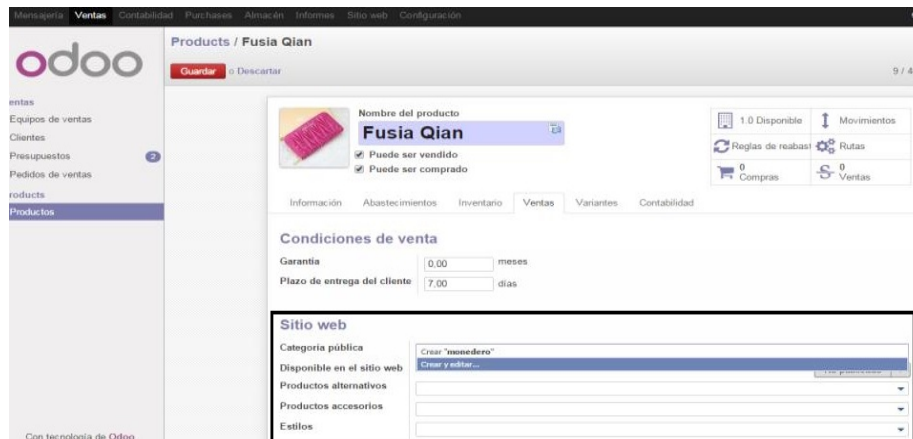 Mensajería Ventas Contabilidad Purchases Almacén Informes Sitio web Configuración
odoo
Products / Fusia Qian
Guardar o Descartar
9 / 4
entas
Equipos de ventas
Clientes
Presupuestos 2
Pedidos de ventas
roducts
Productos
Con tecnología de Odoo
Nombre del producto
Fusia Qian
Puede ser vendido
Puede ser comprado
1.0 Disponible Movimientos
Reglas de reabast Rutas
0 Compras 0 Ventas
Información Abastecimientos Inventario Ventas Variantes Contabilidad
Condiciones de venta
Garantía 0,00 meses
Plazo de entrega del cliente 7,00 días
Sitio web
Categoría pública Crear "monedero"
Crear y editar...
Disponible en el sitio web
Productos alternativos
Productos accesorios
Estilos